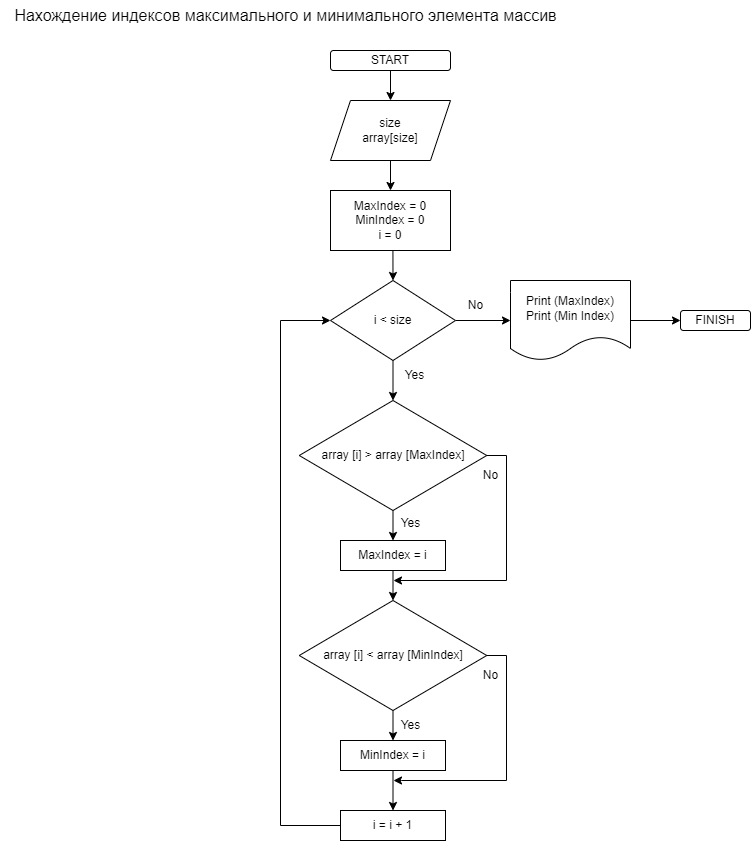 Нахождение индексов максимального и минимального элемента массив
START
size
array[size]
MaxIndex = 0
MinIndex = 0
i = 0
i < size
No
Print (MaxIndex)
Print (Min Index)
FINISH
Yes
array [i] > array [MaxIndex]
No
Yes
MaxIndex = i
array [i] < array [MinIndex]
No
Yes
MinIndex = i
i = i + 1